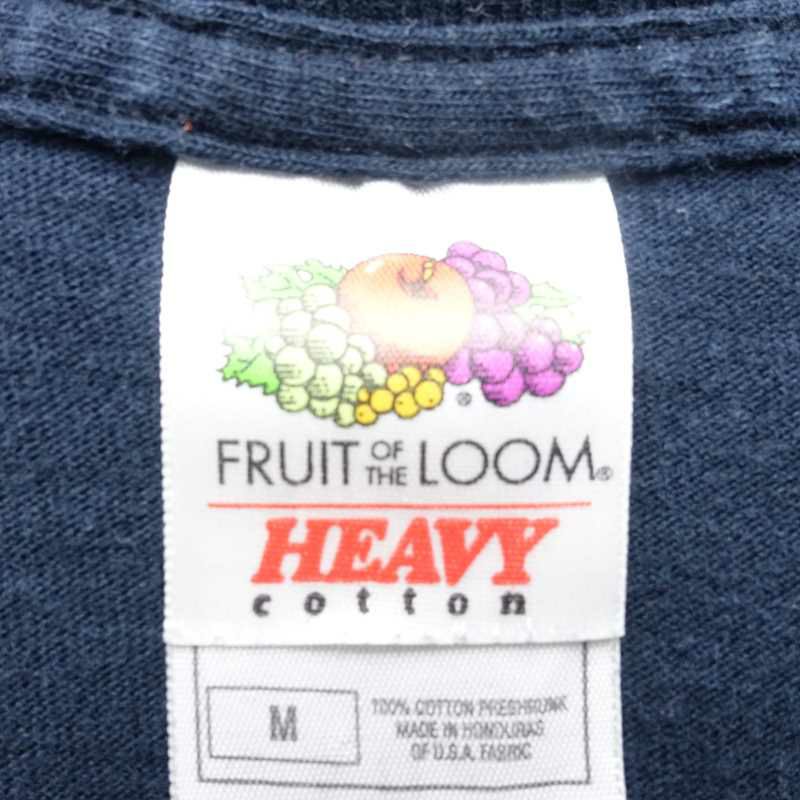 FRUIT OF THE LOOM®
HEAVY
cotton
M
100% COTTON PRESHRUNK
MADE IN HONDURAS
OF U.S.A. FABRIC